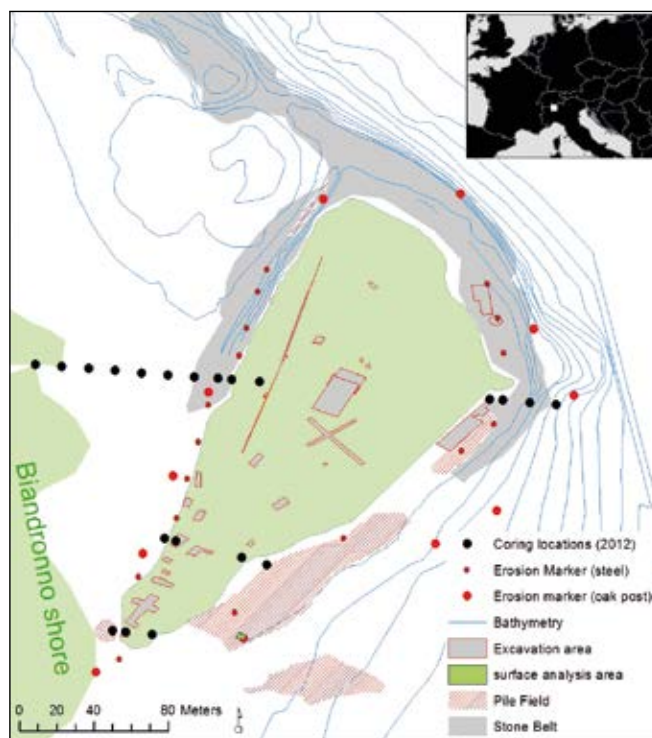 Biandronno shore
Coring locations (2012)
Erosion Marker (steel)
Erosion marker (oak post)
Bathymetry
Excavation area
surface analysis area
Pile Field
Stone Belt
0 20 40 80 Meters